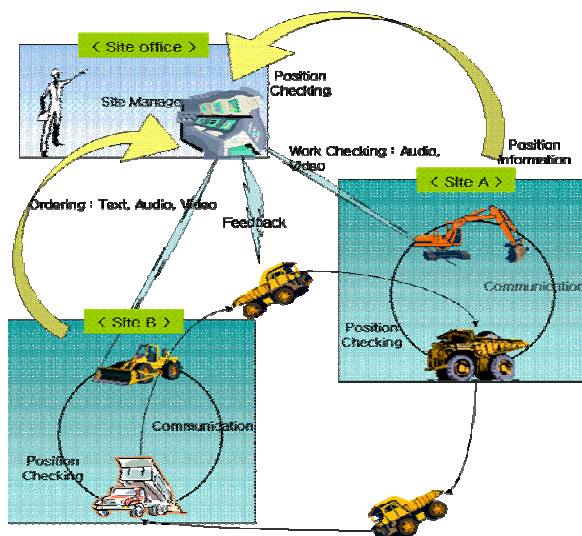 < Site office >
Position
Checking
Site Manage
Work Checking : Audio,
Video
Position
Information
< Site A >
Ordering : Text, Audio, Video
Feedback
Communication
< Site B >
Position
Checking
Communication
Position
Checking